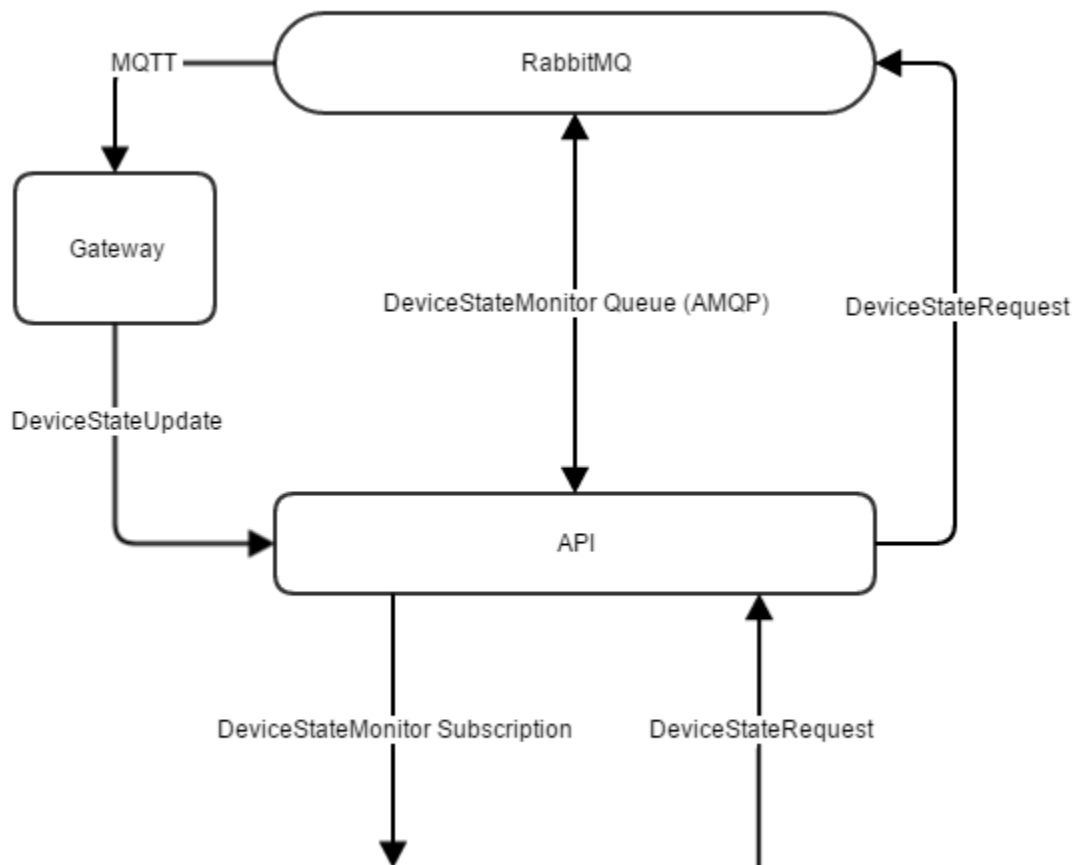 MQTT
RabbitMQ
Gateway
DeviceStateMonitor Queue (AMQP)
DeviceStateRequest
DeviceStateUpdate
API
DeviceStateMonitor Subscription
DeviceStateRequest